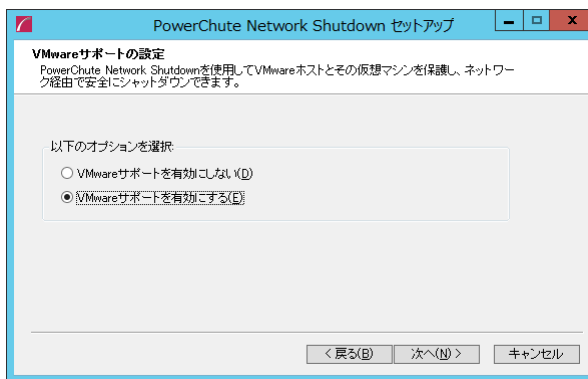 PowerChute Network Shutdown セットアップ
VMwareサポートの設定
PowerChute Network Shutdownを使用してVMwareホストとその仮想マシンを保護し、ネットワー
ク経由で安全にシャットダウンできます。
以下のオプションを選択:
VMwareサポートを有効にしない(D)
VMwareサポートを有効にする(E)
< 戻る(B) 次へ(N) > キャンセル